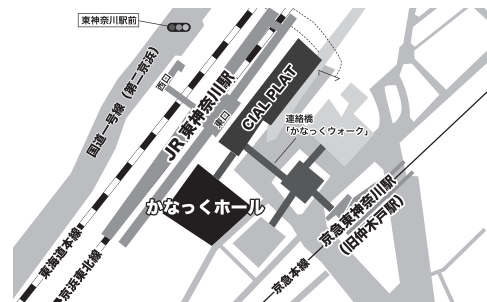 東神奈川駅前
国道一号線（第二京浜）
西口
JR東神奈川駅
東口
CIAL PLAT
連絡橋
「かなっくウォーク」
かなっくホール
京急東神奈川駅
（旧仲木戸駅）
東海道本線
京浜東北線
京急本線